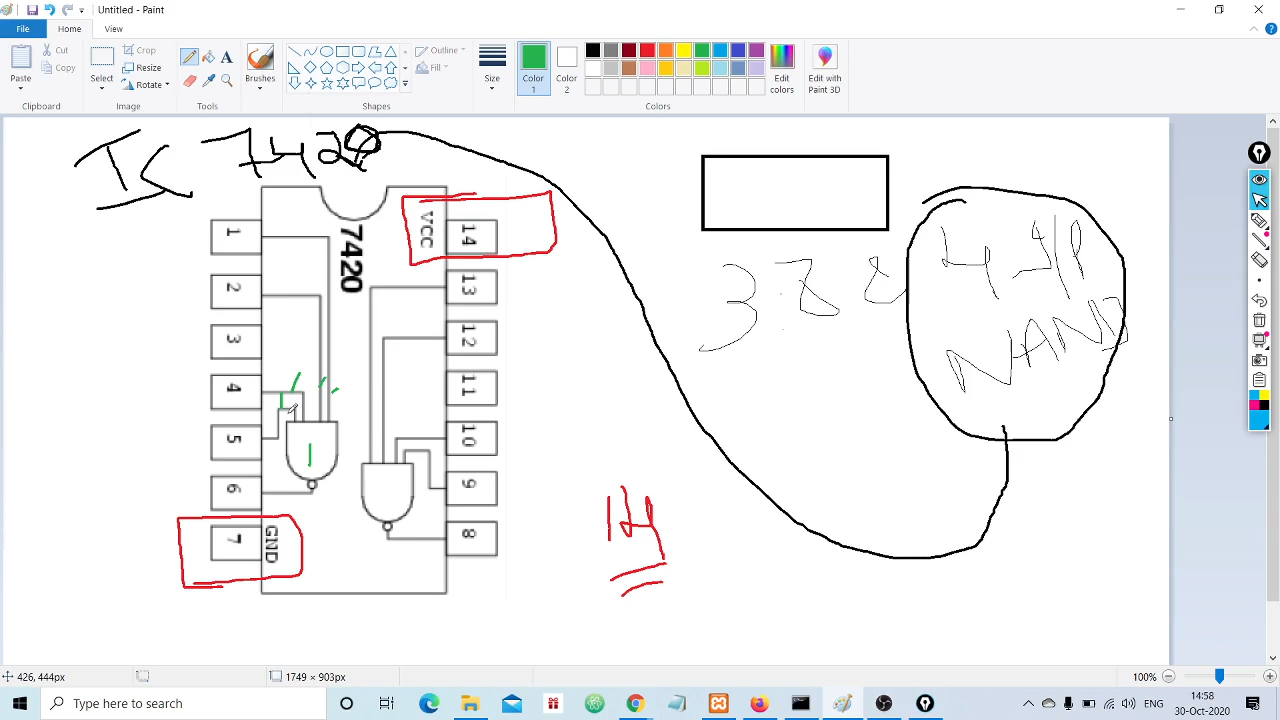 Untitled - Paint
File
Home
View
Paste
Cut
Copy
Clipboard
Select
Crop
Resize
Rotate
Image
Tools
Brushes
Shapes
Outline
Fill
Size
Color 1
Color 2
Edit colors
Colors
Edit with Paint 3D
IC 7420
7420
VCC
GND
1
2
3
4
5
6
7
14
13
12
11
10
9
8
14
4-IP
NAND
426, 444px
1749 × 903px
100%
Type here to search
ENG
14:58
30-Oct-2020